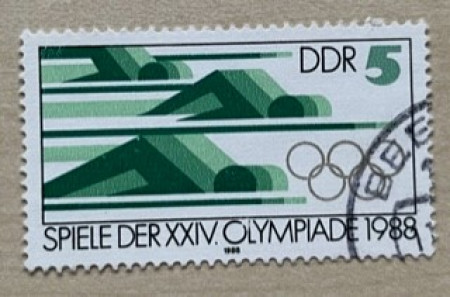 DDR 5
SPIELE DER XXIV. OLYMPIADE 1988
1988